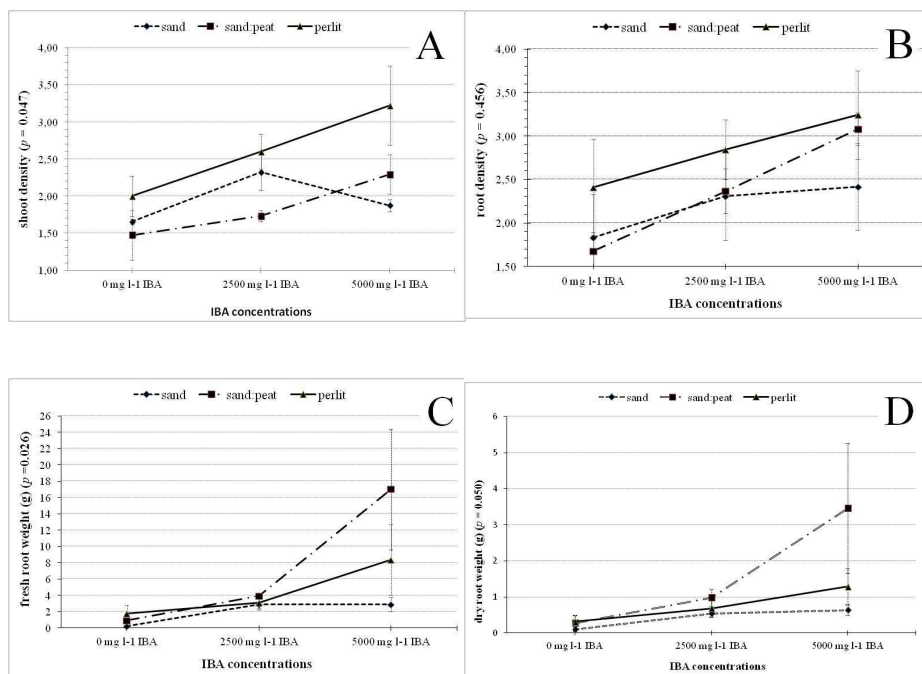 sand sand:peat perlit
A
4,00
3,50
3,00
2,50
2,00
1,50
1,00
shoot density (p = 0.047)
0 mg l-1 IBA 2500 mg l-1 IBA 5000 mg l-1 IBA
IBA concentrations
sand sand:peat perlit
B
4,00
3,50
3,00
2,50
2,00
1,50
root density (p = 0.456)
0 mg l-1 IBA 2500 mg l-1 IBA 5000 mg l-1 IBA
IBA concentrations
sand sand:peat perlit
C
26
24
22
20
18
16
14
12
10
8
6
4
2
0
fresh root weight (g) (p =0.026)
0 mg l-1 IBA 2500 mg l-1 IBA 5000 mg l-1 IBA
IBA concentrations
sand sand:peat perlit
D
6
5
4
3
2
1
0
dry root weight (g) (p = 0.050)
0 mg l-1 IBA 2500 mg l-1 IBA 5000 mg l-1 IBA
IBA concentrations